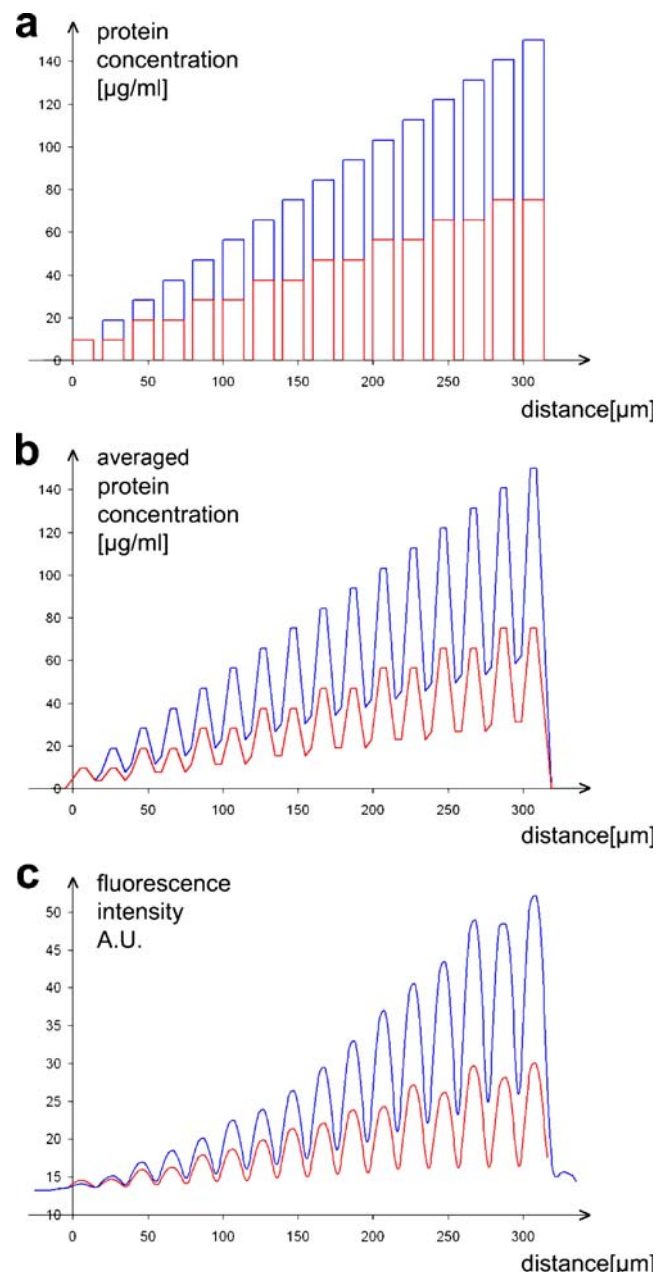 a
protein
concentration
[µg/ml]
140
120
100
80
60
40
20
0
0 50 100 150 200 250 300
distance[µm]
b
averaged
protein
concentration
[µg/ml]
140
120
100
80
60
40
20
0
0 50 100 150 200 250 300
distance[µm]
c
fluorescence
intensity
A.U.
50
45
40
35
30
25
20
15
10
0 50 100 150 200 250 300
distance[µm]